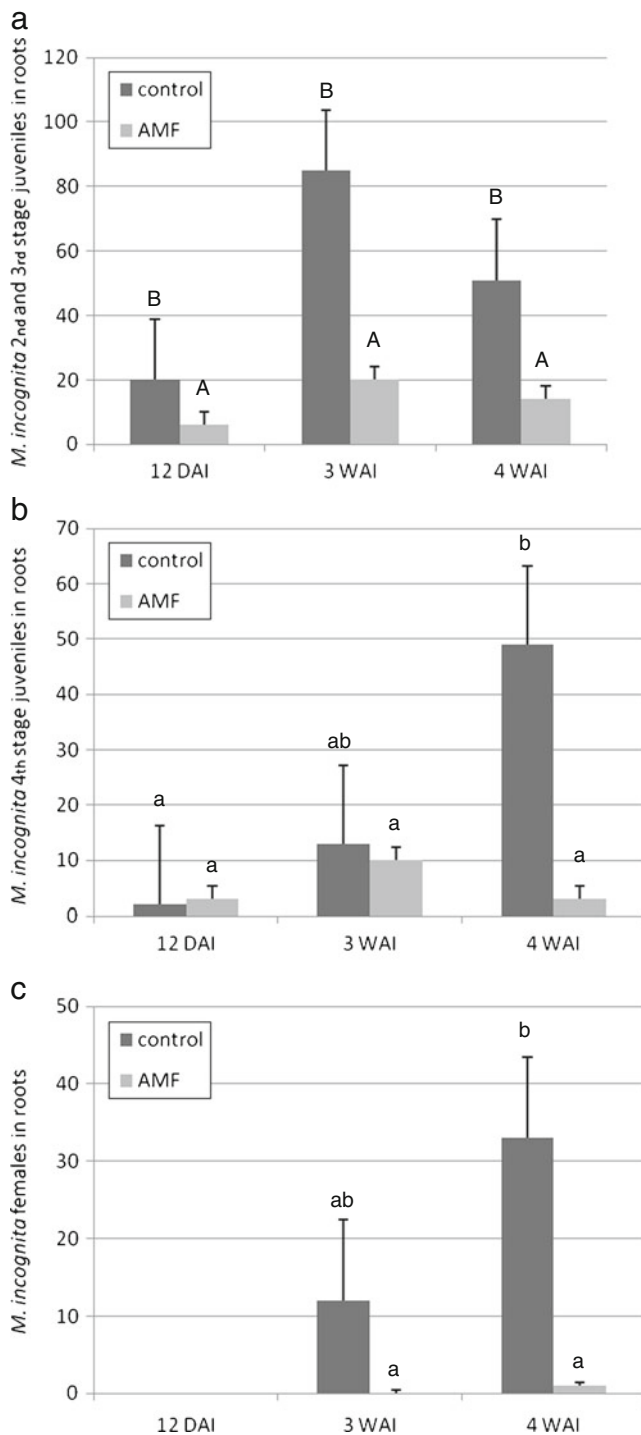 a
M. incognita 2nd and 3rd stage juveniles in roots
120
100
80
60
40
20
0
control
AMF
B
A
B
A
B
A
12 DAI
3 WAI
4 WAI
b
M. incognita 4th stage juveniles in roots
70
60
50
40
30
20
10
0
control
AMF
a
a
ab
a
b
a
12 DAI
3 WAI
4 WAI
c
M. incognita females in roots
50
40
30
20
10
0
control
AMF
ab
a
b
a
12 DAI
3 WAI
4 WAI